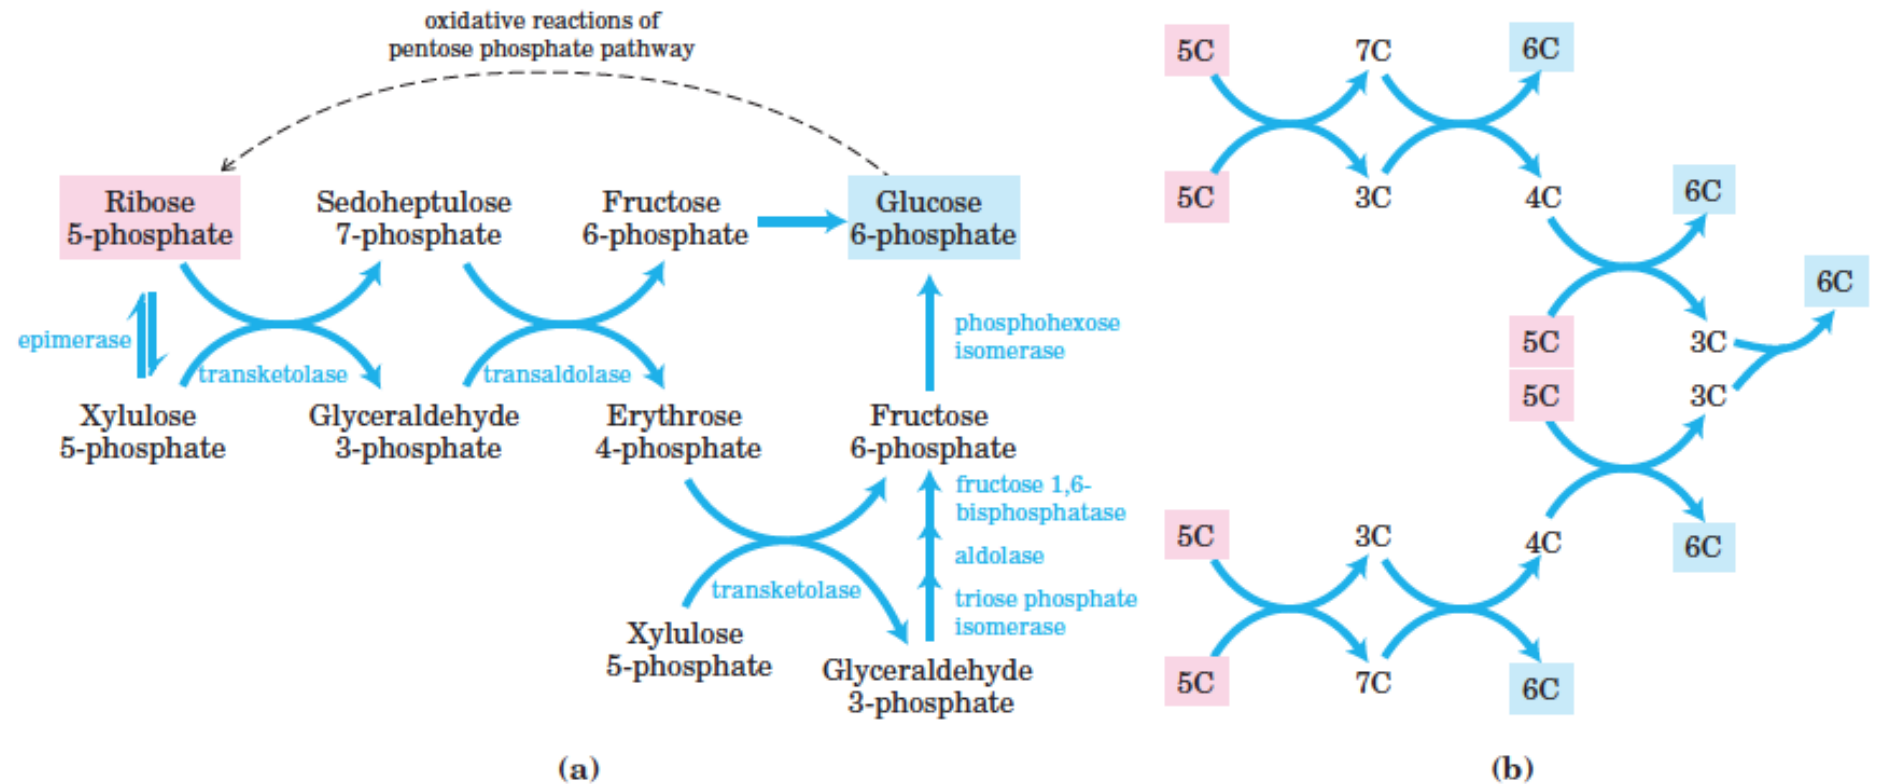 oxidative reactions of
pentose phosphate pathway
Ribose
5-phosphate
Sedoheptulose
7-phosphate
Fructose
6-phosphate
Glucose
6-phosphate
epimerase
transketolase
transaldolase
phosphohexose
isomerase
Xylulose
5-phosphate
Glyceraldehyde
3-phosphate
Erythrose
4-phosphate
Fructose
6-phosphate
fructose 1,6-
bisphosphatase
aldolase
triose phosphate
isomerase
transketolase
Xylulose
5-phosphate
Glyceraldehyde
3-phosphate
(a)
5C
7C
6C
5C
3C
4C
6C
6C
5C
3C
5C
3C
5C
3C
4C
6C
5C
7C
6C
(b)